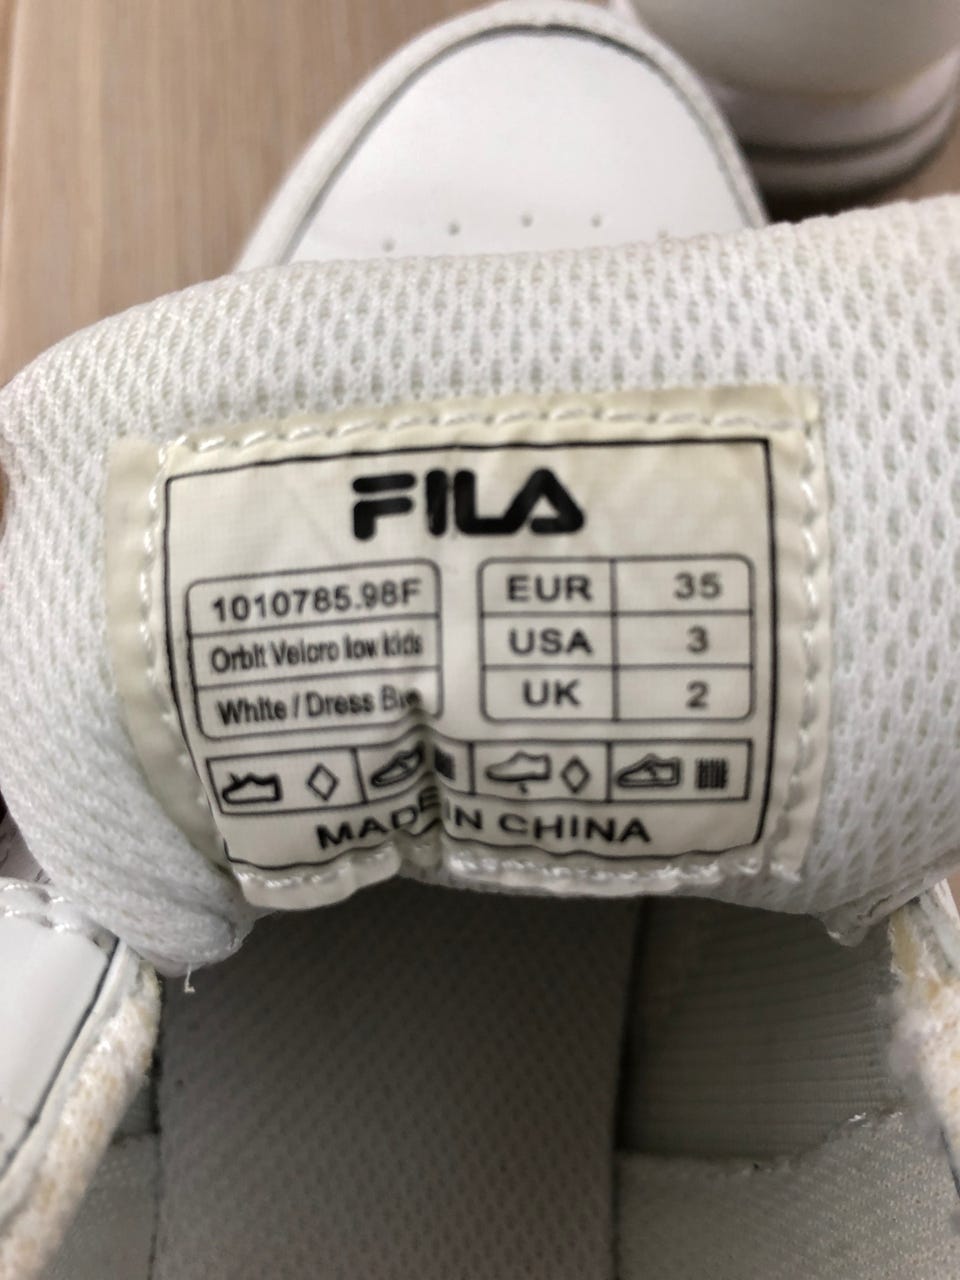 FILA
1010785.98F
Orbit Velcro low kids
White / Dress
EUR 35
USA 3
UK 2
MADE IN CHINA